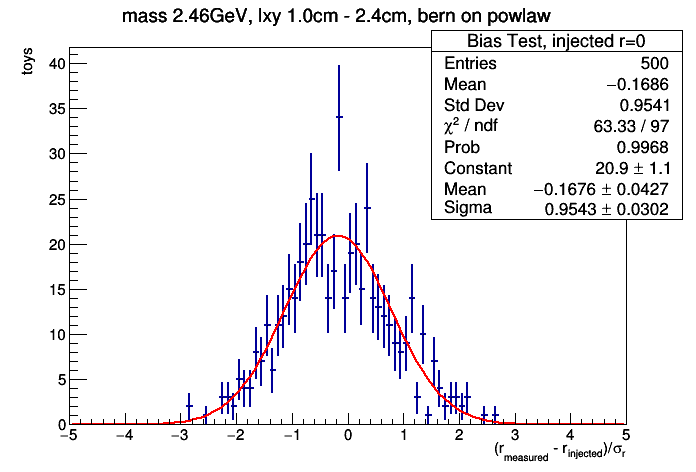 mass 2.46GeV, lxy 1.0cm - 2.4cm, bern on powlaw
Bias Test, injected r=0
Entries 500
Mean −0.1686
Std Dev 0.9541
χ² / ndf 63.33 / 97
Prob 0.9968
Constant 20.9 ± 1.1
Mean −0.1676 ± 0.0427
Sigma 0.9543 ± 0.0302
toys
40
35
30
25
20
15
10
5
0
−5 −4 −3 −2 −1 0 1 2 3 4 5
(r_measured - r_injected)/σ_r